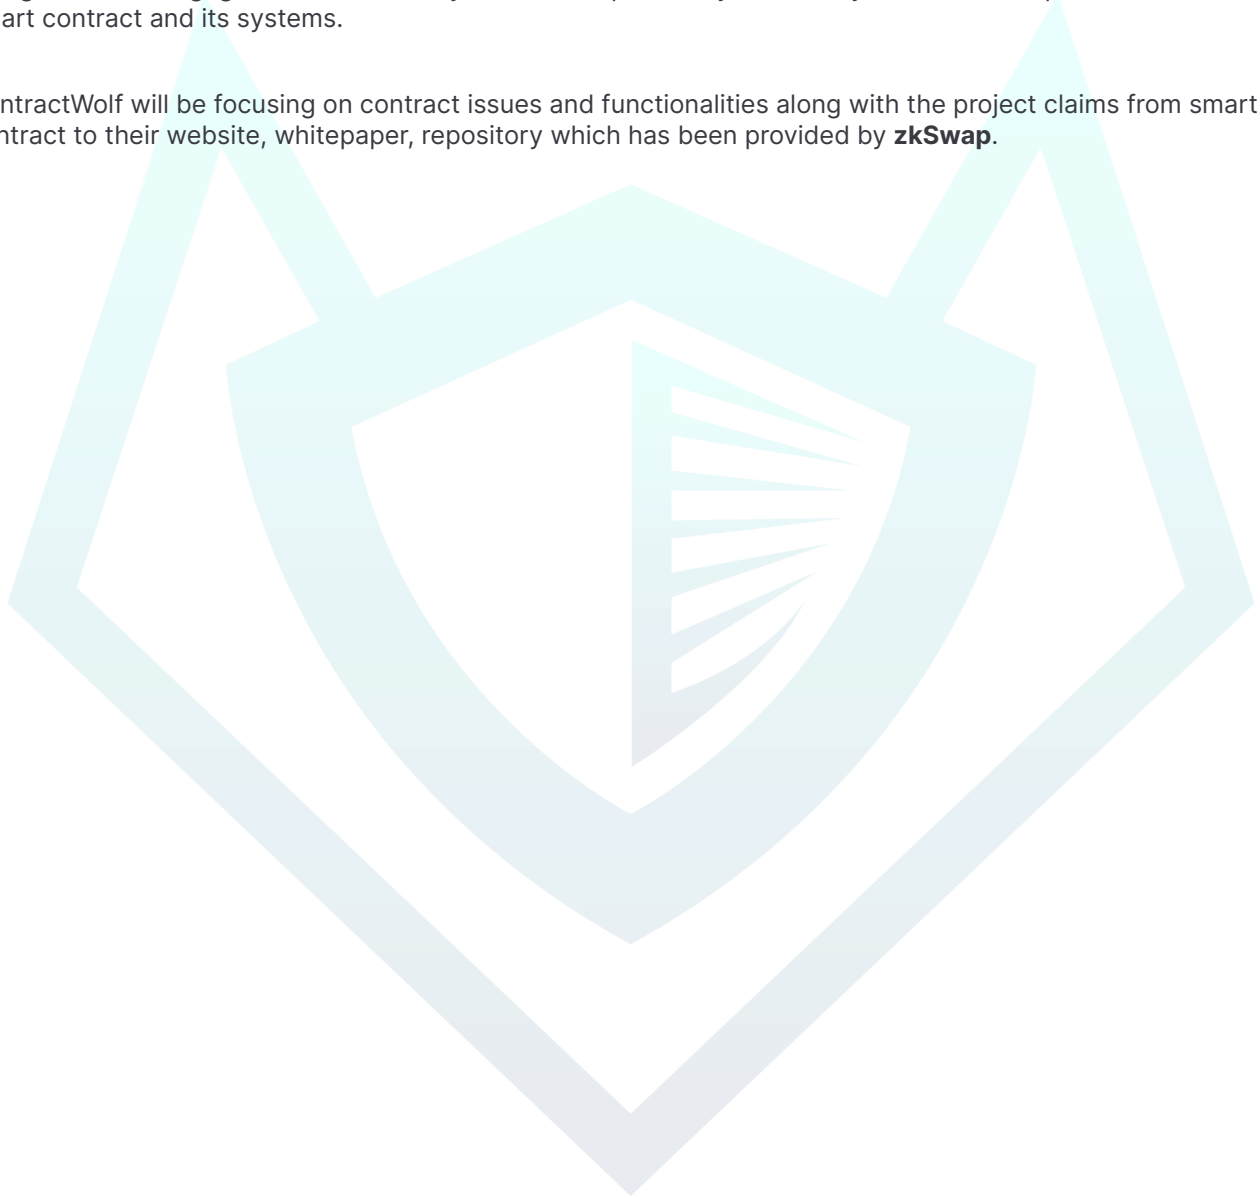 art contract and its systems.
ntractWolf will be focusing on contract issues and functionalities along with the project claims from smart
ntract to their website, whitepaper, repository which has been provided by zkSwap.